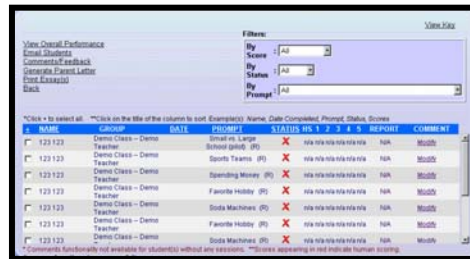 View Key
View Overall Performance
Email Students
Comments/Feedback
Generate Parent Letter
Print Essay(s)
Back
Filters:
By Score : All
By Status : All
By Prompt : All
*Click + to select all. **Click on the title of the column to sort. Example(s): Name, Date Completed, Prompt, Status, Scores
+ NAME GROUP DATE PROMPT STATUS HS 1 2 3 4 5 REPORT COMMENT
123 123 Demo Class -- Demo Teacher Small vs. Large School (pilot) (R) X n/a n/a n/a n/a n/a n/a N/A Modify
123 123 Demo Class -- Demo Teacher Sports Teams (R) X n/a n/a n/a n/a n/a n/a N/A Modify
123 123 Demo Class -- Demo Teacher Spending Money (R) X n/a n/a n/a n/a n/a n/a N/A Modify
123 123 Demo Class -- Demo Teacher Favorite Hobby (R) X n/a n/a n/a n/a n/a n/a N/A Modify
123 123 Demo Class -- Demo Teacher Soda Machines (R) X n/a n/a n/a n/a n/a n/a N/A Modify
123 123 Demo Class -- Demo Teacher Favorite Hobby (R) X n/a n/a n/a n/a n/a n/a N/A Modify
123 123 Demo Class -- Demo Soda Machines (R) X n/a n/a n/a n/a n/a n/a N/A Modify
* Comments functionality not available for student(s) without any sessions. **Scores appearing in red indicate human scoring.